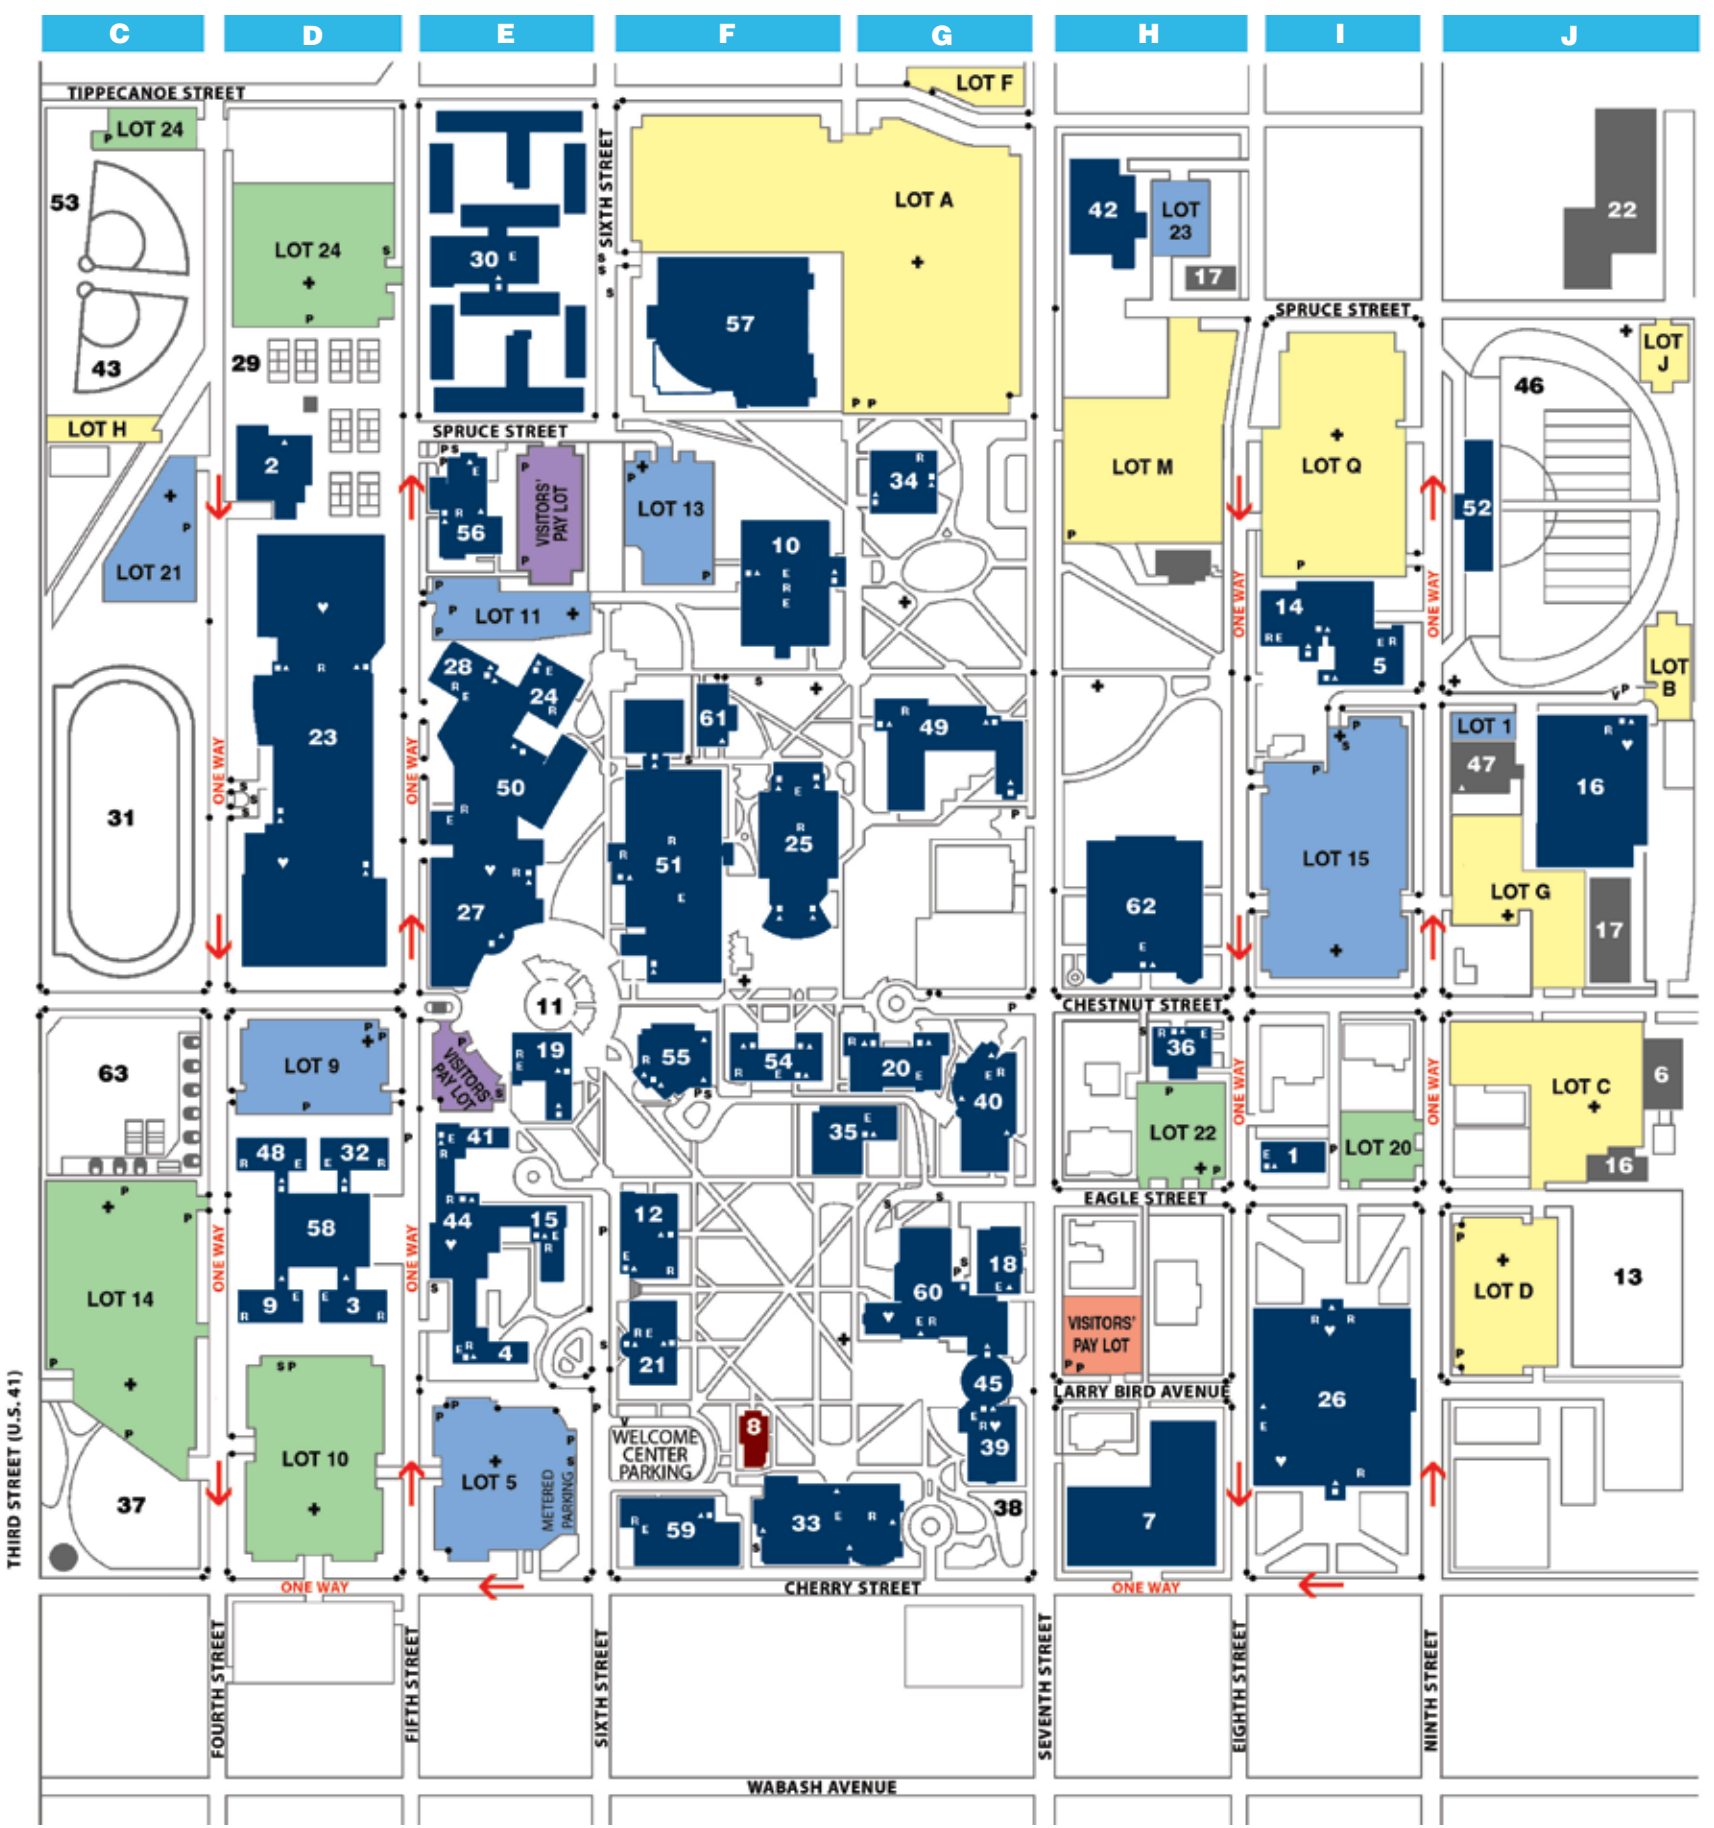 C D E F G H I J
TIPPECANOE STREET
LOT F
LOT 24
SIXTH STREET
53
LOT A
42
LOT
23
22
LOT 24
30
17
57
SPRUCE STREET
43
29
46
LOT
J
LOT H
SPRUCE STREET
2
VISITORS'
PAY LOT
LOT 13
34
LOT M
LOT Q
52
56
10
LOT 21
ONE WAY
ONE WAY
LOT 11
14
5
28
24
LOT
B
61
49
LOT 1
23
ONE WAY
ONE WAY
50
47
16
31
51
25
LOT 15
LOT G
27
62
17
11
CHESTNUT STREET
63
LOT 9
VISITORS'
PAY LOT
19
55
54
20
36
ONE WAY
ONE WAY
LOT C
6
40
41
35
LOT 22
LOT 20
48
32
1
16
EAGLE STREET
58
44
15
12
ONE WAY
ONE WAY
60
18
13
LOT 14
9
3
LOT D
VISITORS'
PAY LOT
4
21
45
LARRY BIRD AVENUE
26
THIRD STREET (U.S. 41)
8
WELCOME
CENTER
PARKING
39
LOT 10
LOT 5
METERED
PARKING
37
38
59
33
7
ONE WAY
CHERRY STREET
ONE WAY
FOURTH STREET
FIFTH STREET
SIXTH STREET
SEVENTH STREET
EIGHTH STREET
NINTH STREET
WABASH AVENUE